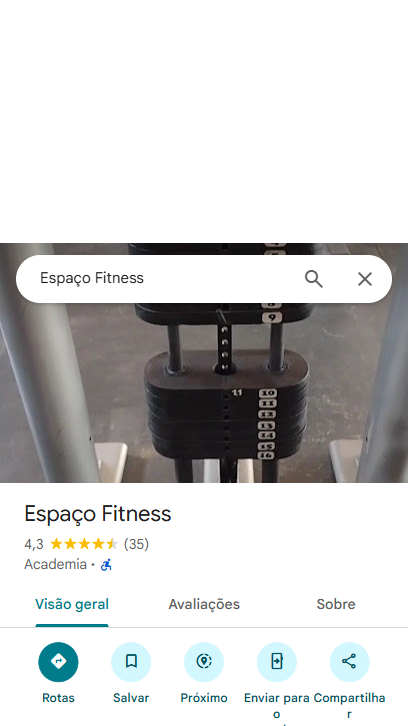 Espaço Fitness
9
11
10
11
12
13
14
15
16
Espaço Fitness
4,3 (35)
Academia ·
Visão geral Avaliações Sobre
Rotas Salvar Próximo Enviar para o Compartilhar